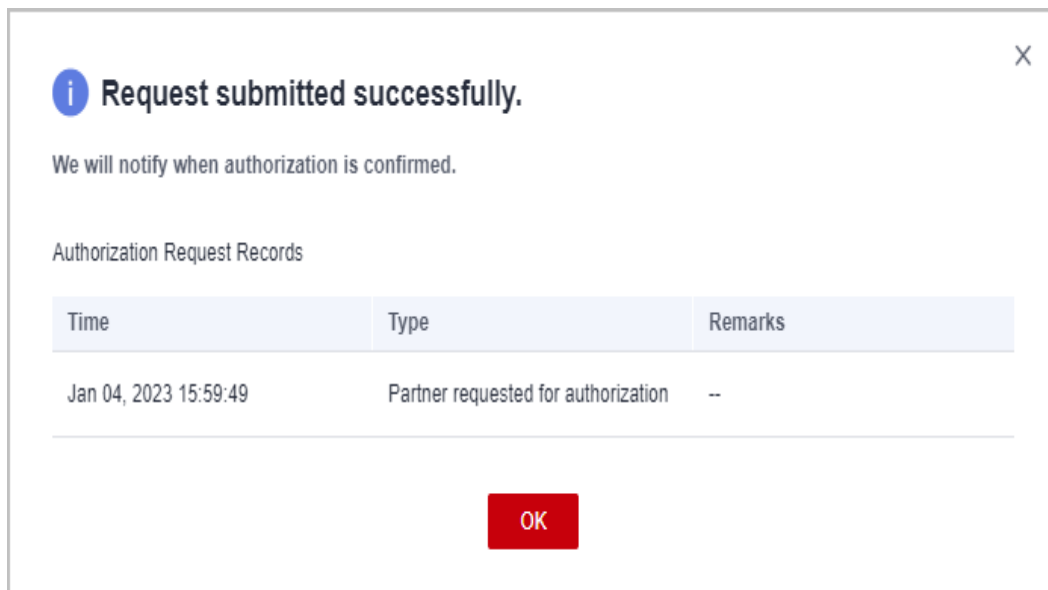 X
i Request submitted successfully.
We will notify when authorization is confirmed.
Authorization Request Records
Time Type Remarks
Jan 04, 2023 15:59:49 Partner requested for authorization --
OK